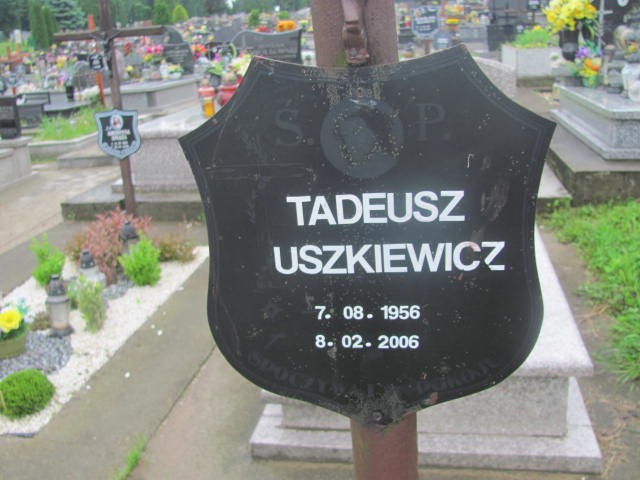 Ś. P.
TADEUSZ
USZKIEWICZ
7. 08. 1956
8. 02. 2006